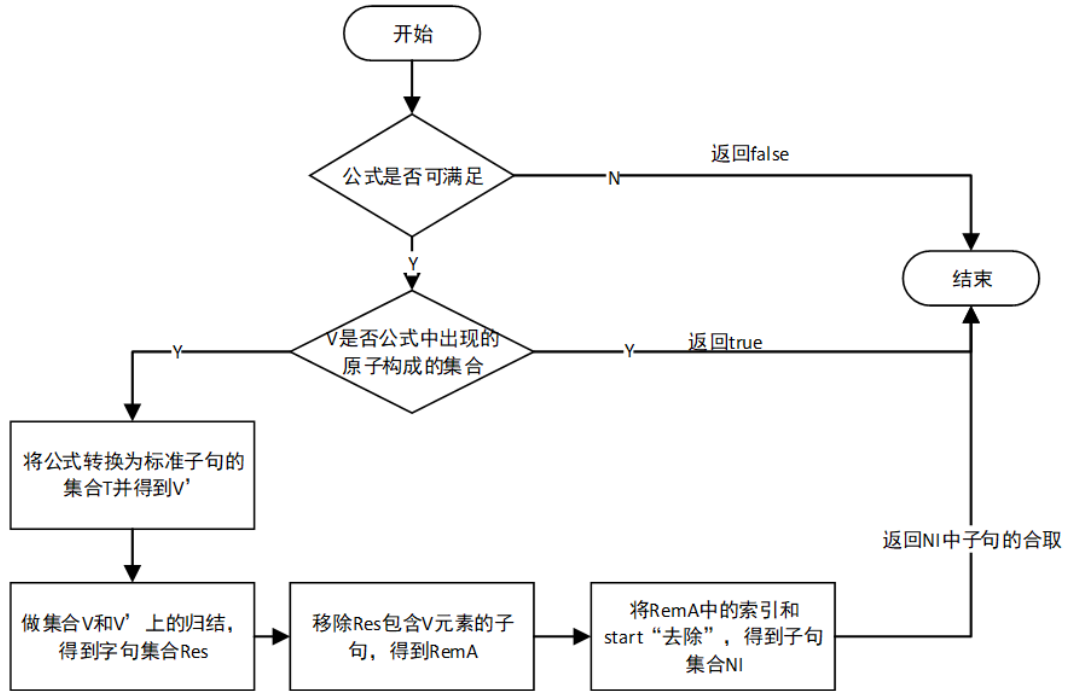 开始
公式是否可满足
N
返回false
结束
Y
V是否公式中出现的
原子构成的集合
Y
Y
返回true
将公式转换为标准子句的
集合T并得到V’
返回NI中子句的合取
做集合V和V’上的归结，
得到字句集合Res
移除Res包含V元素的子
句，得到RemA
将RemA中的索引和
start“去除”，得到子句
集合NI